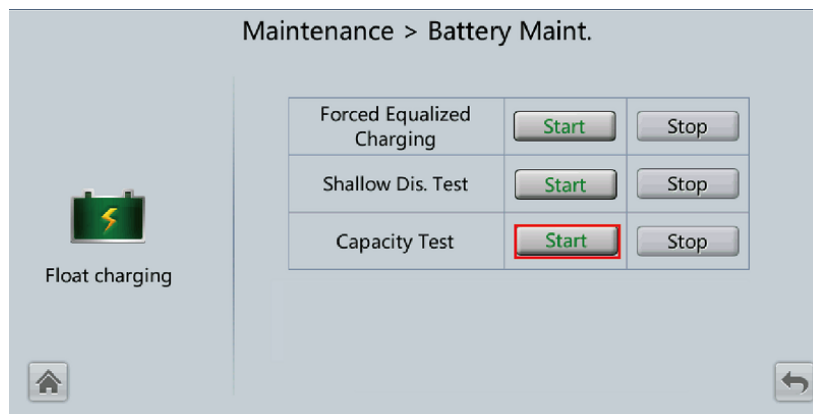 Maintenance > Battery Maint.
Forced Equalized
Charging
Start
Stop
Shallow Dis. Test
Start
Stop
Capacity Test
Start
Stop
Float charging